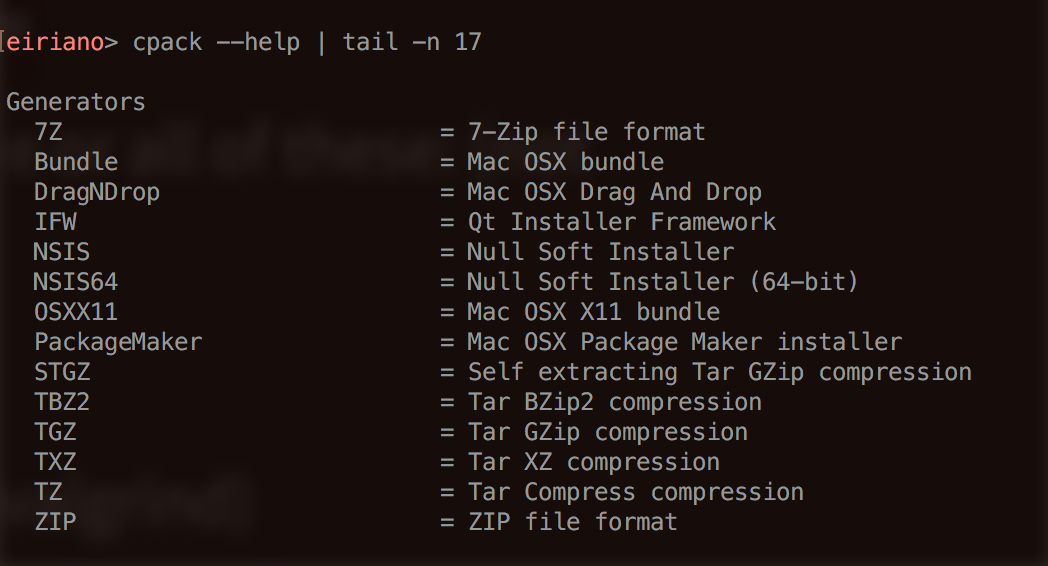 [eiriano> cpack --help | tail -n 17
Generators
7Z = 7-Zip file format
Bundle = Mac OSX bundle
DragNDrop = Mac OSX Drag And Drop
IFW = Qt Installer Framework
NSIS = Null Soft Installer
NSIS64 = Null Soft Installer (64-bit)
OSXX11 = Mac OSX X11 bundle
PackageMaker = Mac OSX Package Maker installer
STGZ = Self extracting Tar GZip compression
TBZ2 = Tar BZip2 compression
TGZ = Tar GZip compression
TXZ = Tar XZ compression
TZ = Tar Compress compression
ZIP = ZIP file format